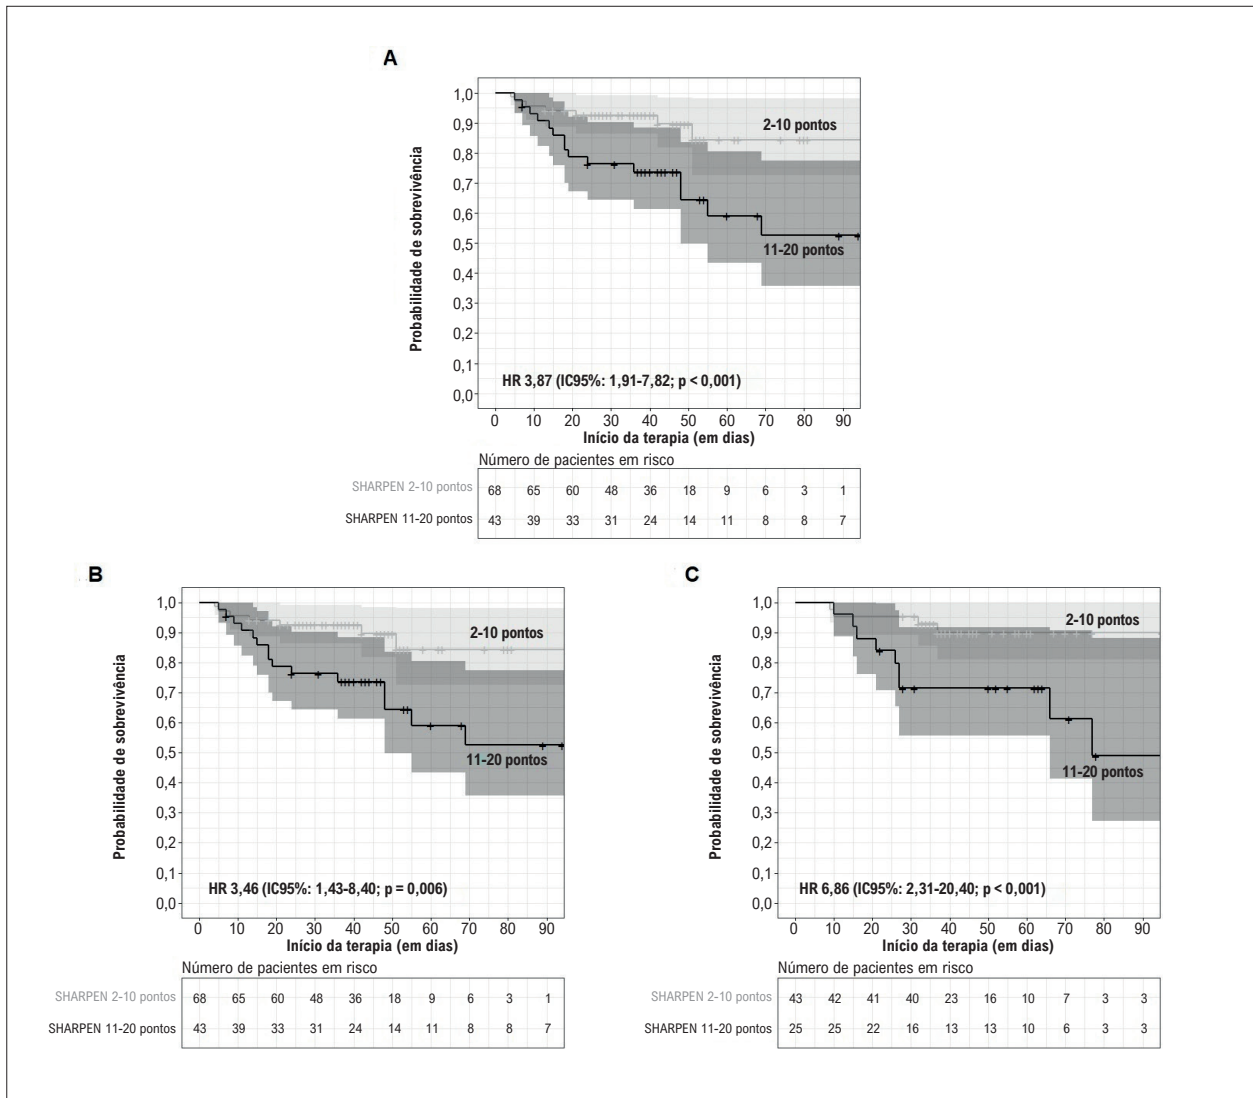 A
Probabilidade de sobrevivência
1,0
0,9
0,8
0,7
0,6
0,5
0,4
0,3
0,2
0,1
0,0
2-10 pontos
11-20 pontos
HR 3,87 (IC95%: 1,91-7,82; p < 0,001)
0 10 20 30 40 50 60 70 80 90
Início da terapia (em dias)
Número de pacientes em risco
SHARPEN 2-10 pontos 68 65 60 48 36 18 9 6 3 1
SHARPEN 11-20 pontos 43 39 33 31 24 14 11 8 8 7
B
Probabilidade de sobrevivência
1,0
0,9
0,8
0,7
0,6
0,5
0,4
0,3
0,2
0,1
0,0
2-10 pontos
11-20 pontos
HR 3,46 (IC95%: 1,43-8,40; p = 0,006)
0 10 20 30 40 50 60 70 80 90
Início da terapia (em dias)
Número de pacientes em risco
SHARPEN 2-10 pontos 68 65 60 48 36 18 9 6 3 1
SHARPEN 11-20 pontos 43 39 33 31 24 14 11 8 8 7
C
Probabilidade de sobrevivência
1,0
0,9
0,8
0,7
0,6
0,5
0,4
0,3
0,2
0,1
0,0
2-10 pontos
11-20 pontos
HR 6,86 (IC95%: 2,31-20,40; p < 0,001)
0 10 20 30 40 50 60 70 80 90
Início da terapia (em dias)
Número de pacientes em risco
SHARPEN 2-10 pontos 43 42 41 40 23 16 10 7 3 3
SHARPEN 11-20 pontos 25 25 22 16 13 13 10 6 3 3